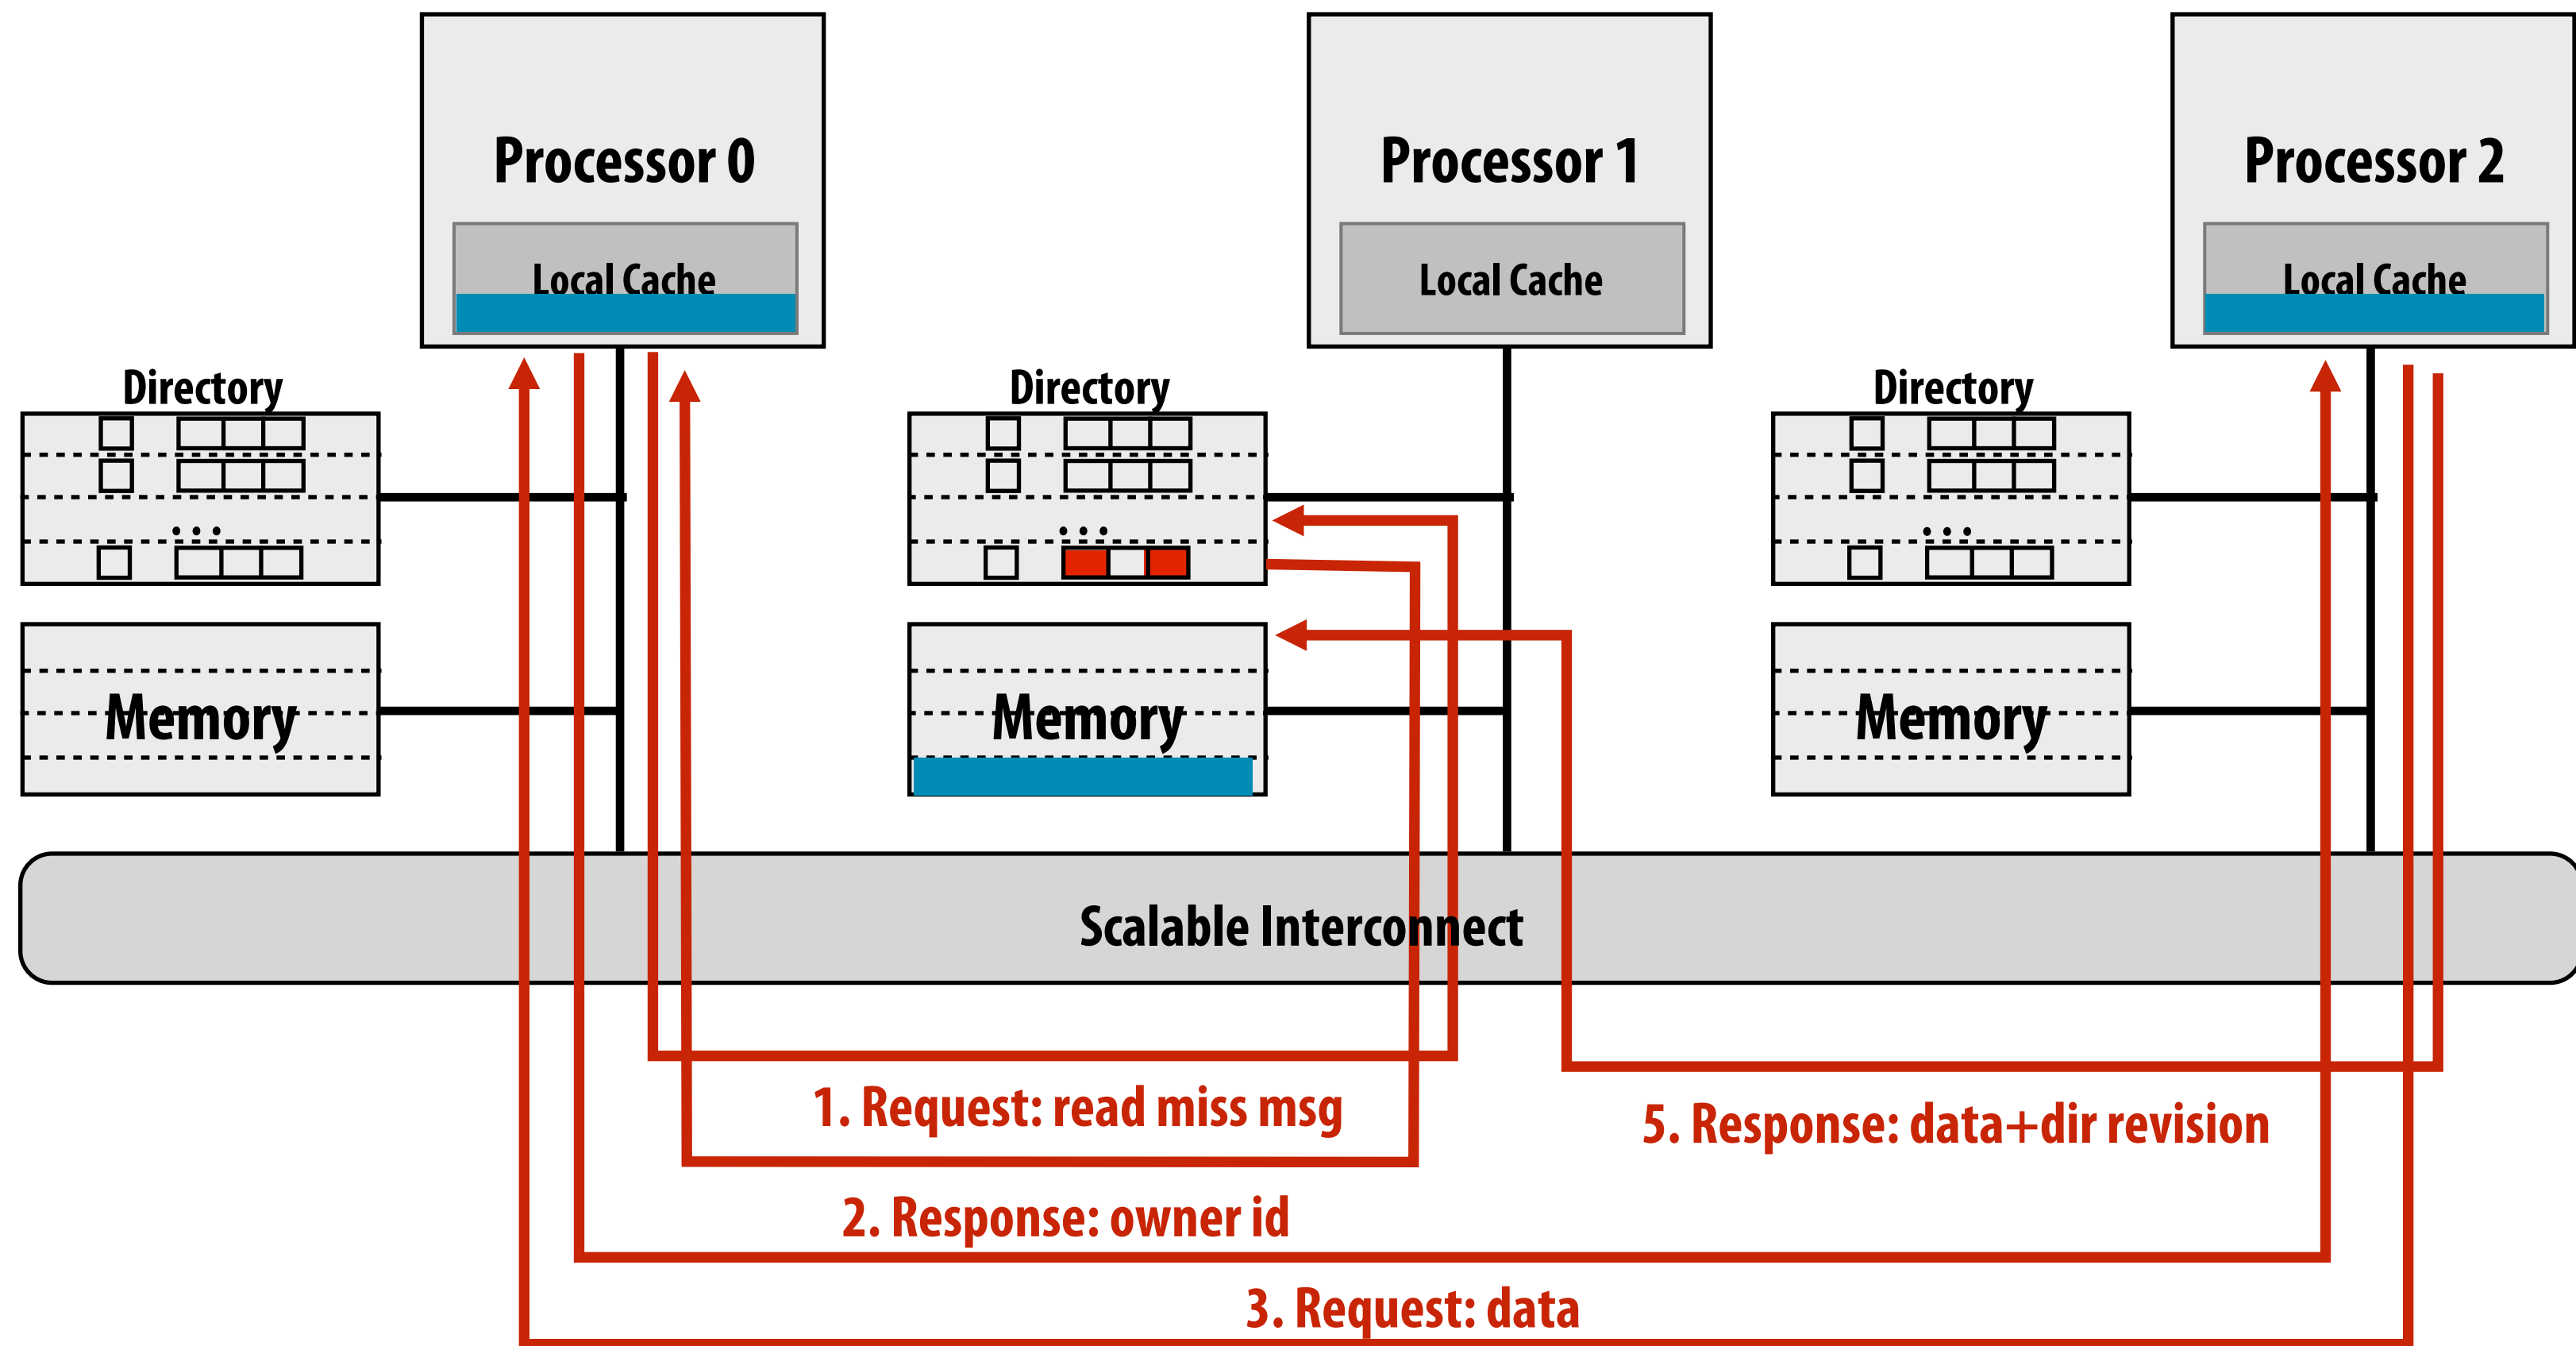 Processor 0
Processor 1
Processor 2
Local Cache
Local Cache
Local Cache
Directory
Directory
Directory
• • •
• • •
• • •
Memory
Memory
Memory
Scalable Interconnect
1. Request: read miss msg
5. Response: data+dir revision
2. Response: owner id
3. Request: data